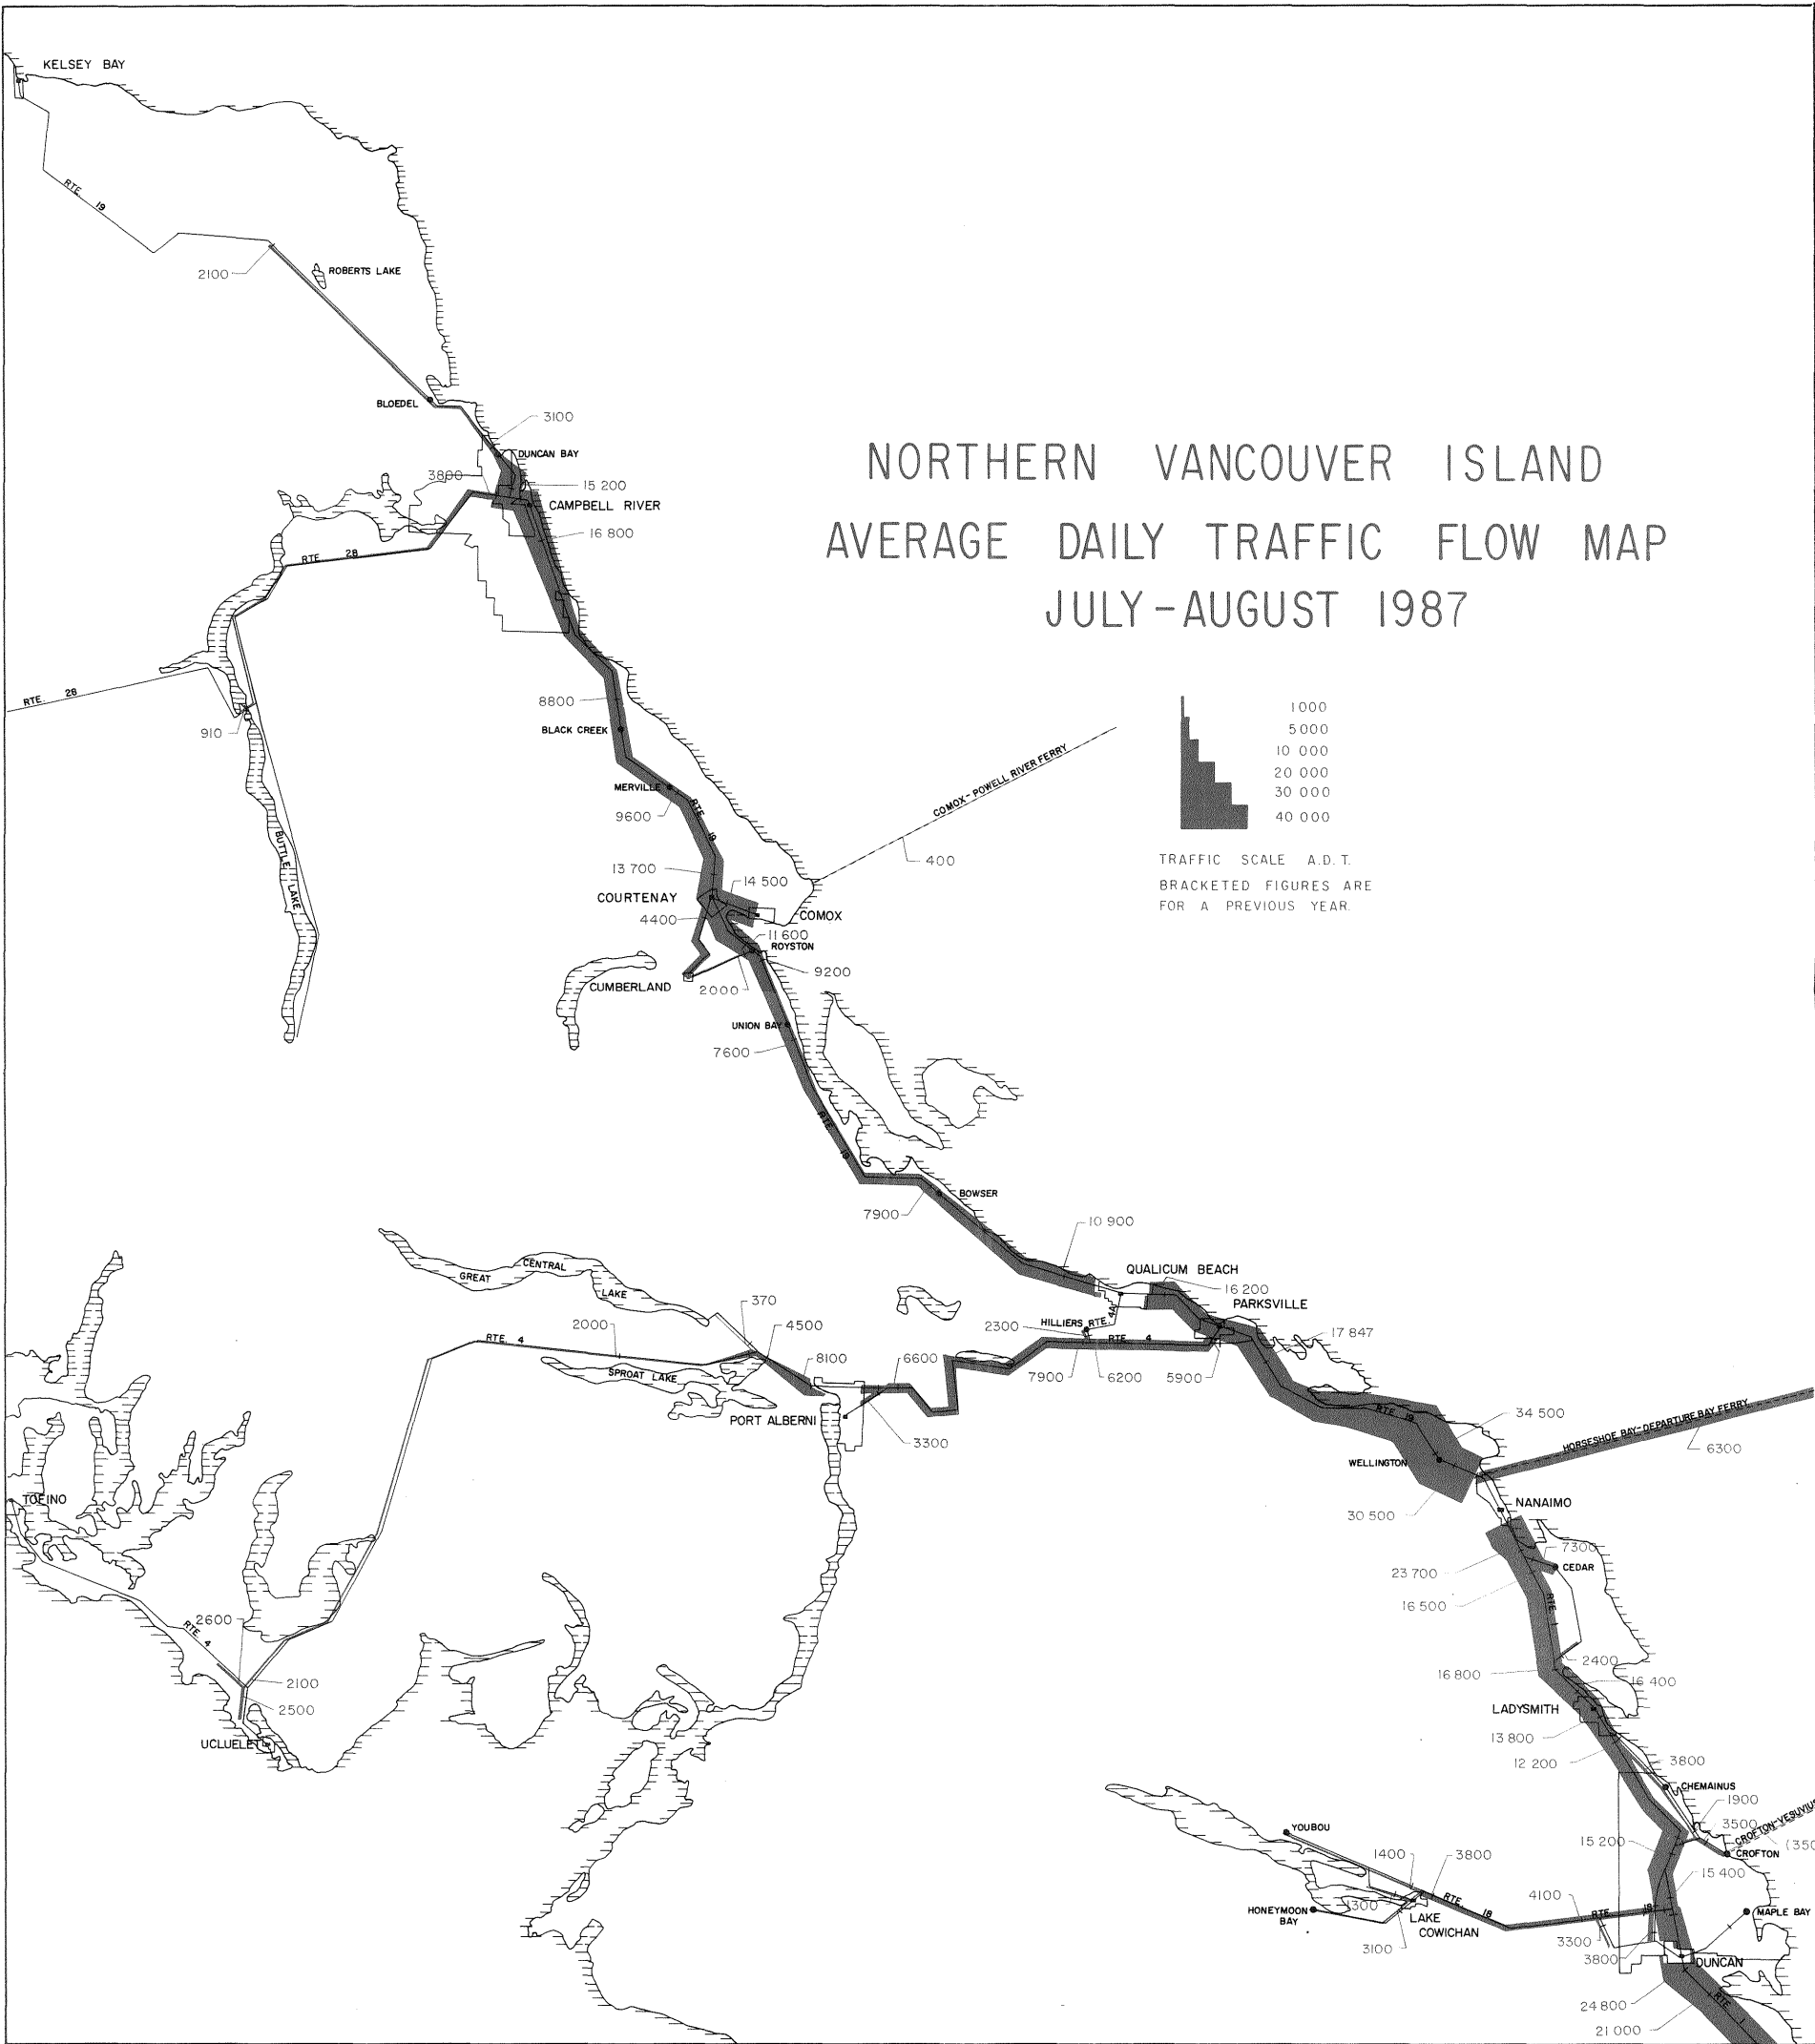 KELSEY BAY
RTE. 19
2100
ROBERTS LAKE
BLOEDEL
3100
DUNCAN BAY
3800
15 200
CAMPBELL RIVER
16 800
RTE. 28
NORTHERN VANCOUVER ISLAND
AVERAGE DAILY TRAFFIC FLOW MAP
JULY-AUGUST 1987
RTE. 28
910
8800
BLACK CREEK
1000
5000
10 000
20 000
30 000
40 000
TRAFFIC SCALE A.D.T.
BRACKETED FIGURES ARE
FOR A PREVIOUS YEAR.
MERVILLE
9600
RTE. 19
COMOX-POWELL RIVER FERRY
400
BUTTLE LAKE
13 700
14 500
COURTENAY
4400
COMOX
11 600
ROYSTON
9200
CUMBERLAND
2000
UNION BAY
7600
RTE. 19
BOWSER
7900
10 900
QUALICUM BEACH
16 200
PARKSVILLE
GREAT CENTRAL LAKE
370
4500
2000
RTE. 4
SPROAT LAKE
8100
6600
PORT ALBERNI
3300
HILLIERS
RTE. 4A
2300
RTE. 4
7900
6200
5900
17 847
RTE. 19
34 500
HORSESHOE BAY-DEPARTURE BAY FERRY
6300
WELLINGTON
30 500
NANAIMO
TOFINO
7300
CEDAR
23 700
16 500
RTE.
2600
RTE. 4
2100
2500
UCLUELET
2400
16 800
16 400
LADYSMITH
13 800
12 200
3800
CHEMAINUS
1900
3500
CROFTON-VESUVIUS
(350
CROFTON
15 200
15 400
YOUBOU
1400
3800
1300
HONEYMOON
BAY
LAKE
COWICHAN
3100
RTE. 18
4100
RTE. 18
3300
3800
MAPLE BAY
DUNCAN
24 800
RTE
21 000